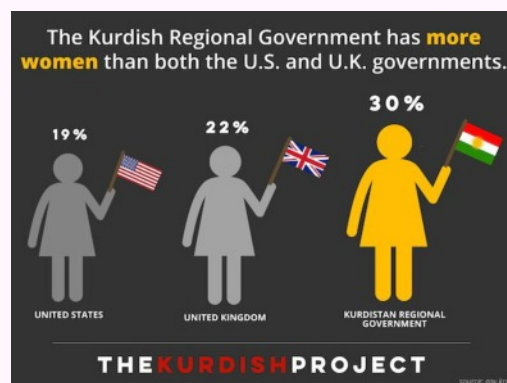 The Kurdish Regional Government has more
women than both the U.S. and U.K. governments.
19%
22%
30%
UNITED STATES
UNITED KINGDOM
KURDISTAN REGIONAL
GOVERNMENT
THEKURDISHPROJECT